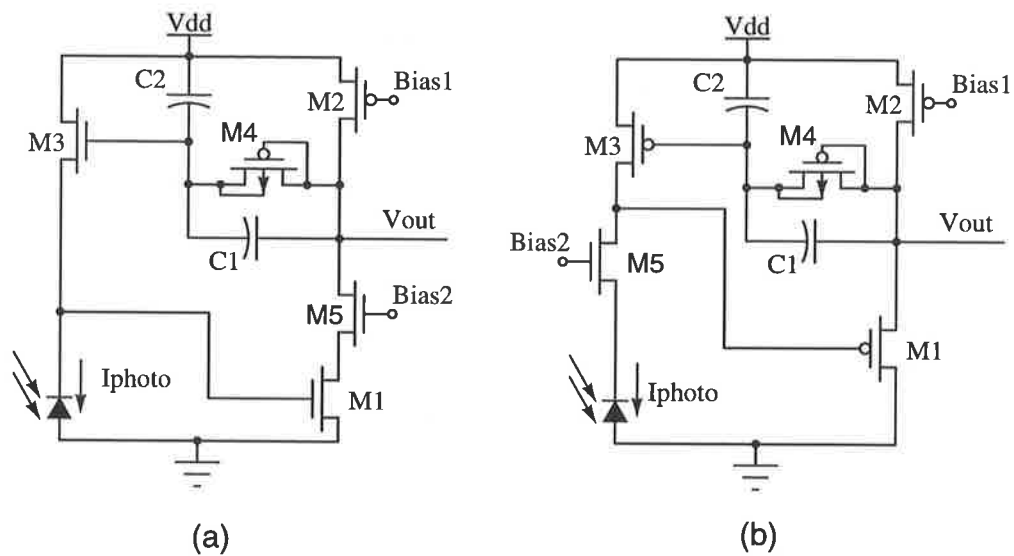 Vdd
C2
M2
Bias1
M3
M4
Vout
C1
M5
Bias2
Iphoto
M1
(a)
Vdd
C2
M2
Bias1
M3
M4
Vout
Bias2
M5
C1
M1
Iphoto
(b)